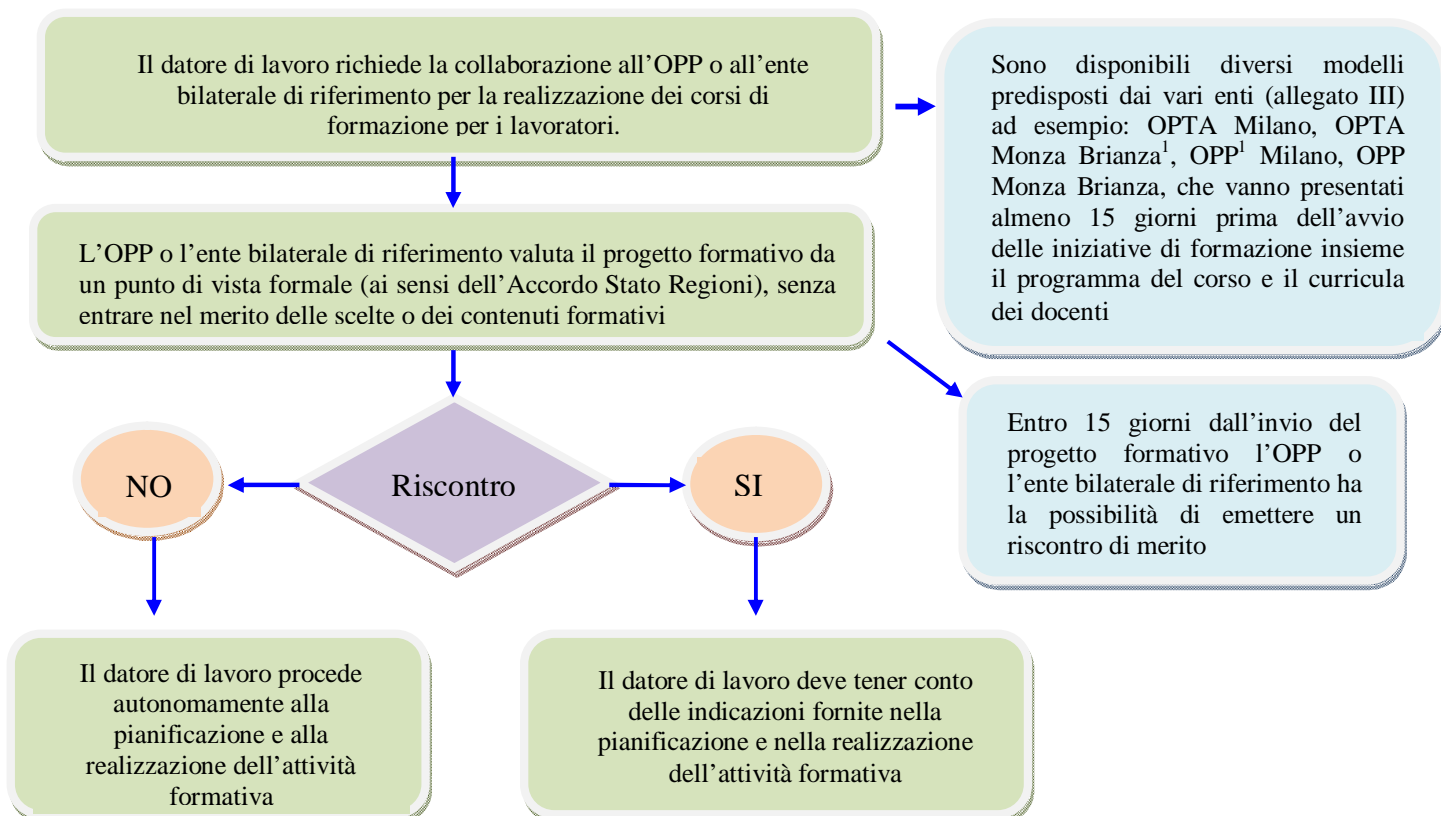 Il datore di lavoro richiede la collaborazione all’OPP o all’ente
bilaterale di riferimento per la realizzazione dei corsi di
formazione per i lavoratori.
Sono disponibili diversi modelli
predisposti dai vari enti (allegato III)
ad esempio: OPTA Milano, OPTA
Monza Brianza¹, OPP¹ Milano, OPP
Monza Brianza, che vanno presentati
almeno 15 giorni prima dell’avvio
delle iniziative di formazione insieme
il programma del corso e il curricula
dei docenti
L’OPP o l’ente bilaterale di riferimento valuta il progetto formativo da
un punto di vista formale (ai sensi dell’Accordo Stato Regioni), senza
entrare nel merito delle scelte o dei contenuti formativi
Entro 15 giorni dall’invio del
progetto formativo l’OPP o
l’ente bilaterale di riferimento ha
la possibilità di emettere un
riscontro di merito
NO
Riscontro
SI
Il datore di lavoro procede
autonomamente alla
pianificazione e alla
realizzazione dell’attività
formativa
Il datore di lavoro deve tener conto
delle indicazioni fornite nella
pianificazione e nella realizzazione
dell’attività formativa